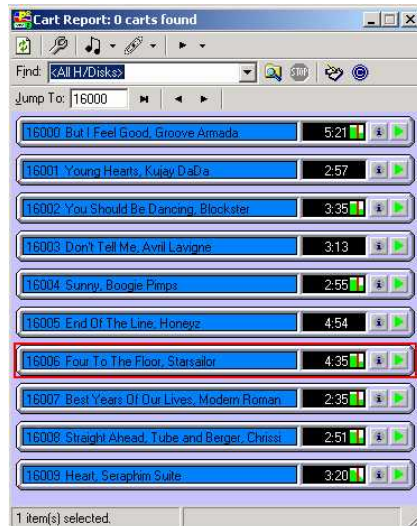 Cart Report: 0 carts found
Find: <All H/Disks> STOP ©
Jump To: 16000
16000 But I Feel Good, Groove Armada 5:21 i
16001 Young Hearts, Kujay DaDa 2:57 i
16002 You Should Be Dancing, Blockster 3:35 i
16003 Don't Tell Me, Avril Lavigne 3:13 i
16004 Sunny, Boogie Pimps 2:55 i
16005 End Of The Line, Honeyz 4:54 i
16006 Four To The Floor, Starsailor 4:35 i
16007 Best Years Of Our Lives, Modern Roman 2:35 i
16008 Straight Ahead, Tube and Berger, Chrissi 2:51 i
16009 Heart, Seraphim Suite 3:20 i
1 item(s) selected.